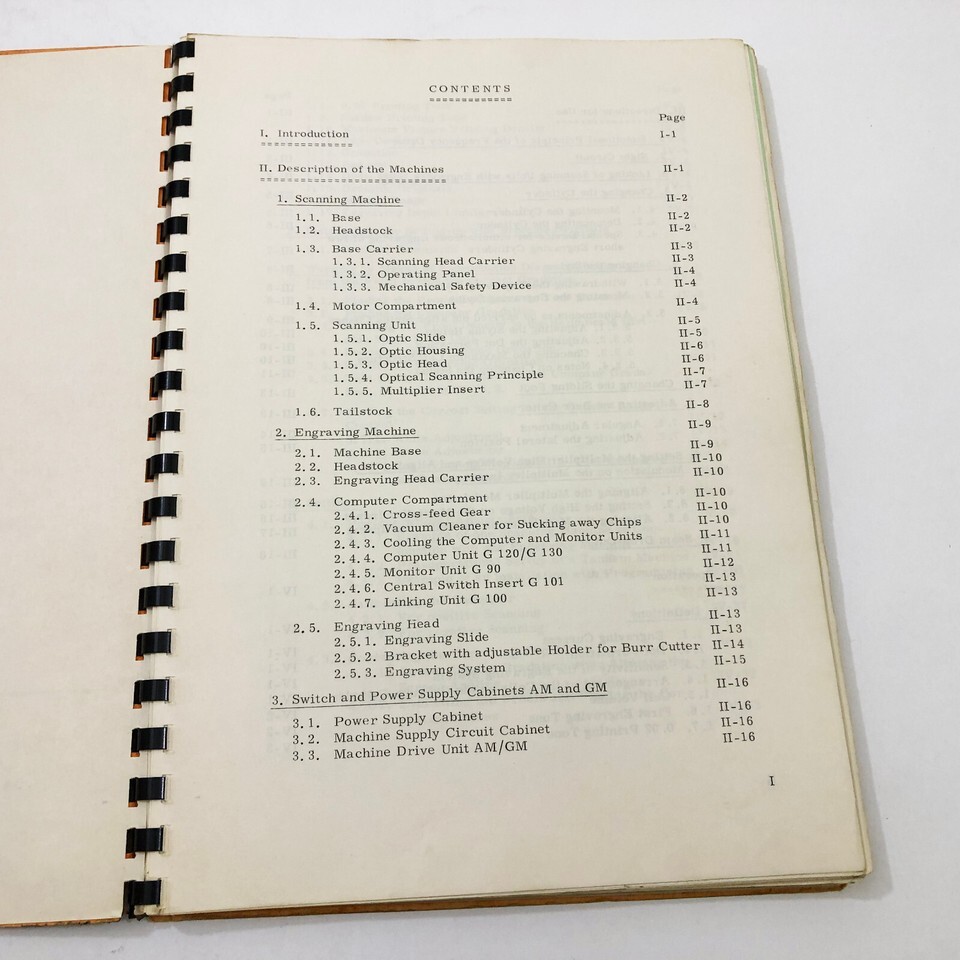 CONTENTS
Page
I. Introduction I-1
II. Description of the Machines II-1
1. Scanning Machine II-2
1.1. Base II-2
1.2. Headstock II-2
1.3. Base Carrier II-3
1.3.1. Scanning Head Carrier II-3
1.3.2. Operating Panel II-4
1.3.3. Mechanical Safety Device II-4
1.4. Motor Compartment II-4
1.5. Scanning Unit II-5
1.5.1. Optic Slide II-5
1.5.2. Optic Housing II-6
1.5.3. Optic Head II-6
1.5.4. Optical Scanning Principle II-7
1.5.5. Multiplier Insert II-7
1.6. Tailstock II-8
2. Engraving Machine II-9
2.1. Machine Base II-9
2.2. Headstock II-10
2.3. Engraving Head Carrier II-10
2.4. Computer Compartment II-10
2.4.1. Cross-feed Gear II-10
2.4.2. Vacuum Cleaner for Sucking away Chips II-10
2.4.3. Cooling the Computer and Monitor Units II-11
2.4.4. Computer Unit G 120/G 130 II-11
2.4.5. Monitor Unit G 90 II-12
2.4.6. Central Switch Insert G 101 II-13
2.4.7. Linking Unit G 100 II-13
2.5. Engraving Head II-13
2.5.1. Engraving Slide II-13
2.5.2. Bracket with adjustable Holder for Burr Cutter II-14
2.5.3. Engraving System II-15
3. Switch and Power Supply Cabinets AM and GM II-16
3.1. Power Supply Cabinet II-16
3.2. Machine Supply Circuit Cabinet II-16
3.3. Machine Drive Unit AM/GM II-16
I